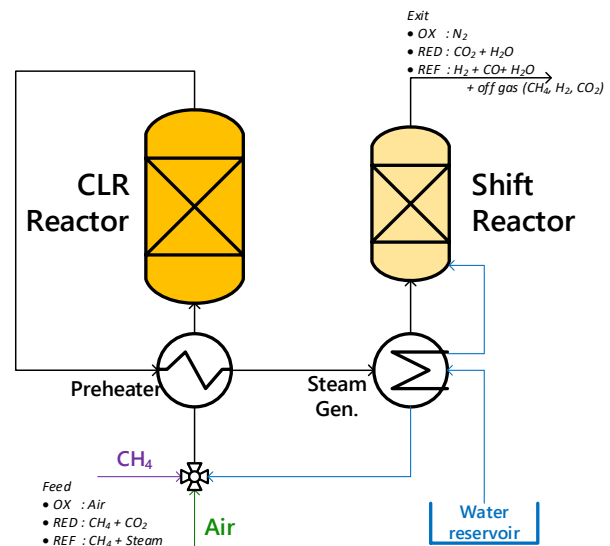 Exit
• OX : N₂
• RED: CO₂ + H₂O
• REF : H₂ + CO+ H₂O
+ off gas (CH₄, H₂, CO₂)
CLR
Reactor
Shift
Reactor
Preheater
Steam
Gen.
CH₄
Feed
• OX : Air
• RED: CH₄ + CO₂
• REF : CH₄ + Steam
Air
Water
reservoir